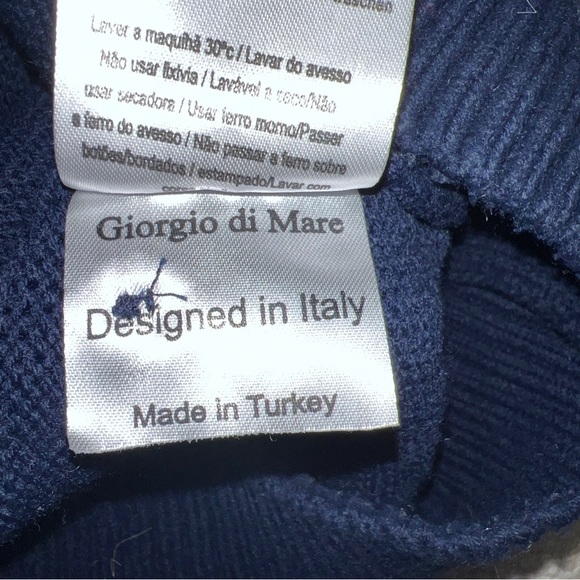 Lavar a maquihã 30°c / Lavar do avesso
Não usar lixívia / Lavável a seco/Não
usar secadora / Usar ferro morno/Passar
a ferro do avesso / Não passar a ferro sobre
botões/bordados / estampado/Lavar com
Giorgio di Mare
Designed in Italy
Made in Turkey